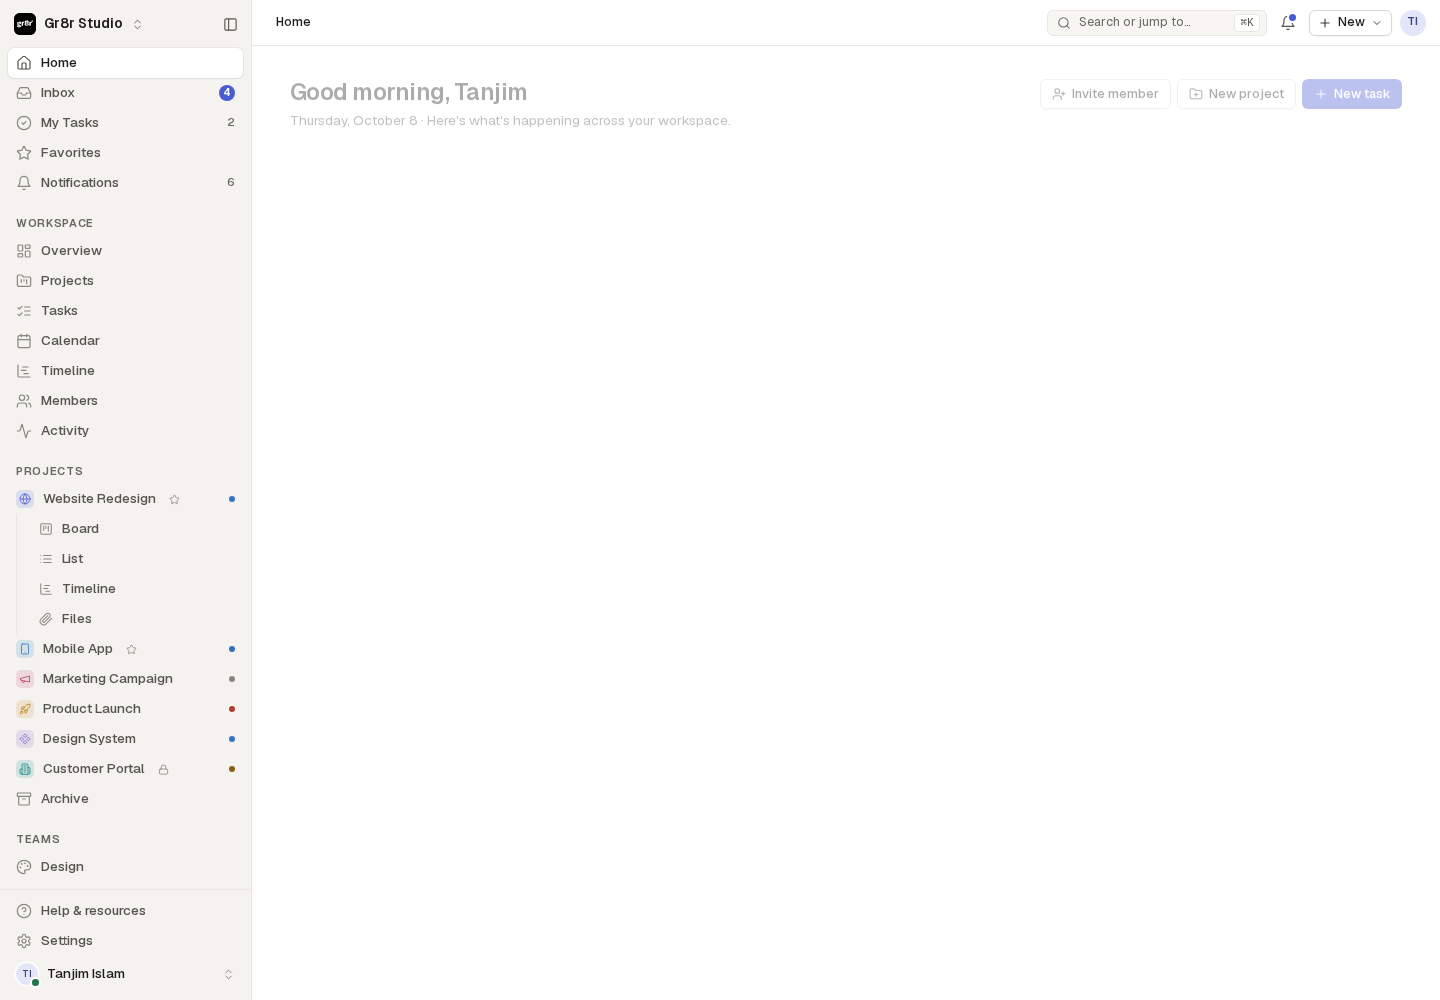 gr8r
Gr8r Studio
Home
Inbox
4
My Tasks
2
Favorites
Notifications
6
WORKSPACE
Overview
Projects
Tasks
Calendar
Timeline
Members
Activity
PROJECTS
Website Redesign
Board
List
Timeline
Files
Mobile App
Marketing Campaign
Product Launch
Design System
Customer Portal
Archive
TEAMS
Design
Help & resources
Settings
TI
Tanjim Islam
Home
Search or jump to...
⌘K
New
TI
Good morning, Tanjim
Thursday, October 8 · Here's what's happening across your workspace.
Invite member
New project
New task